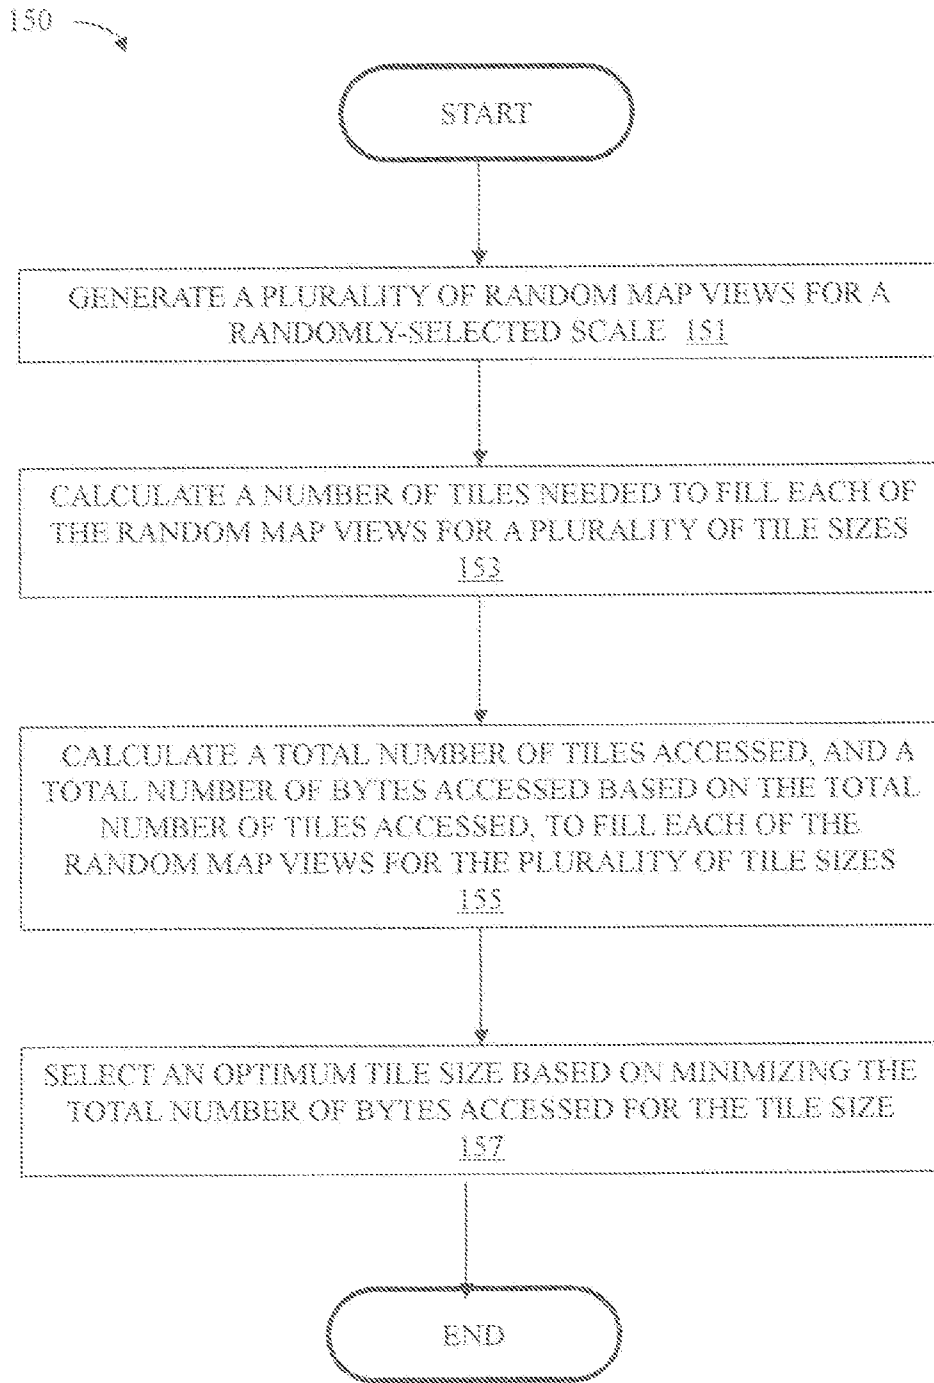 150
START
GENERATE A PLURALITY OF RANDOM MAP VIEWS FOR A
RANDOMLY-SELECTED SCALE 151
CALCULATE A NUMBER OF TILES NEEDED TO FILL EACH OF
THE RANDOM MAP VIEWS FOR A PLURALITY OF TILE SIZES
153
CALCULATE A TOTAL NUMBER OF TILES ACCESSED, AND A
TOTAL NUMBER OF BYTES ACCESSED BASED ON THE TOTAL
NUMBER OF TILES ACCESSED, TO FILL EACH OF THE
RANDOM MAP VIEWS FOR THE PLURALITY OF TILE SIZES
155
SELECT AN OPTIMUM TILE SIZE BASED ON MINIMIZING THE
TOTAL NUMBER OF BYTES ACCESSED FOR THE TILE SIZE
157
END